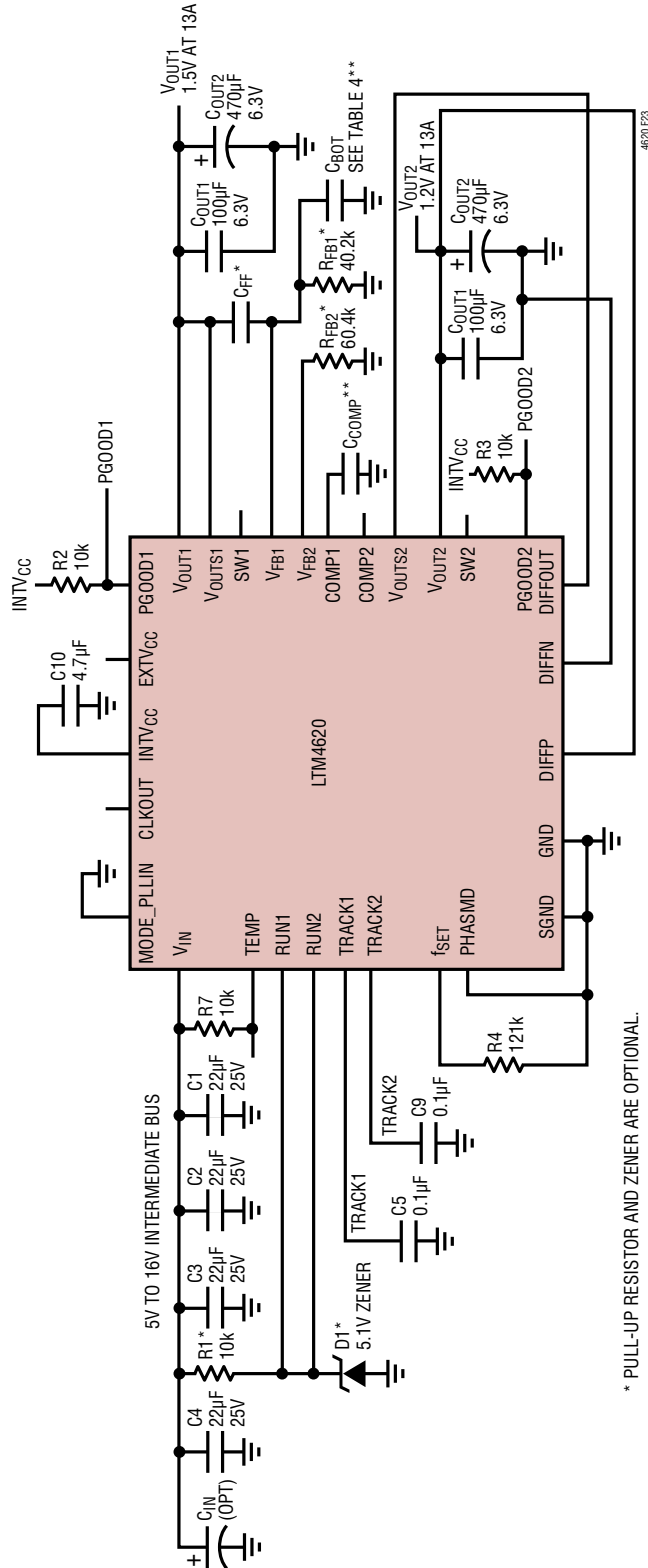 INTVCC
R2
10k
PGOOD1
C10
4.7µF
MODE_PLLIN
CLKOUT
INTVCC
EXTVCC
PGOOD1
5V TO 16V INTERMEDIATE BUS
CIN
(OPT)
+
C4
22µF
25V
R1*
10k
C3
22µF
25V
C2
22µF
25V
C1
22µF
25V
R7
10k
D1*
5.1V ZENER
TRACK1
C5
0.1µF
TRACK2
C9
0.1µF
R4
121k
VIN
TEMP
RUN1
RUN2
TRACK1
TRACK2
fSET
PHASMD
LTM4620
VOUT1
VOUTS1
SW1
VFB1
VFB2
COMP1
COMP2
VOUTS2
VOUT2
SW2
PGOOD2
SGND
GND
DIFFP
DIFFN
DIFFOUT
VOUT1
1.5V AT 13A
COUT1
100µF
6.3V
+
COUT2
470µF
6.3V
CFF*
RFB2*
60.4k
RFB1*
40.2k
CBOT
SEE TABLE 4**
CCOMP**
VOUT2
1.2V AT 13A
COUT1
100µF
6.3V
+
COUT2
470µF
6.3V
INTVCC
R3
10k
PGOOD2
4620 F23
* PULL-UP RESISTOR AND ZENER ARE OPTIONAL.